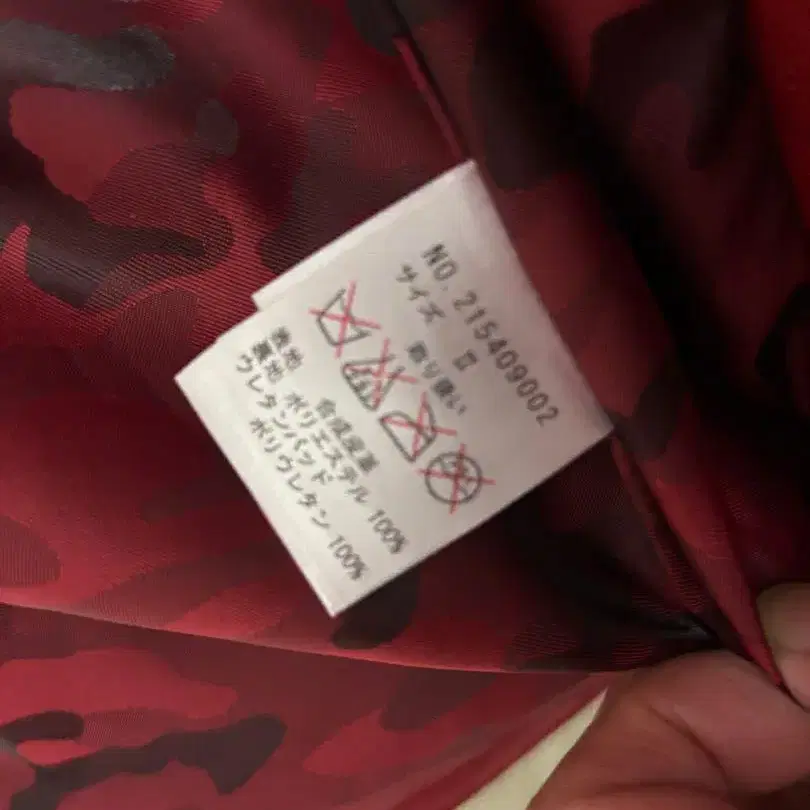 NO. 215409002
サイズ Ⅱ
取り扱い
表地 合成皮革
裏地 ポリエステル 100%
ウレタンパッド
ポリウレタン 100%